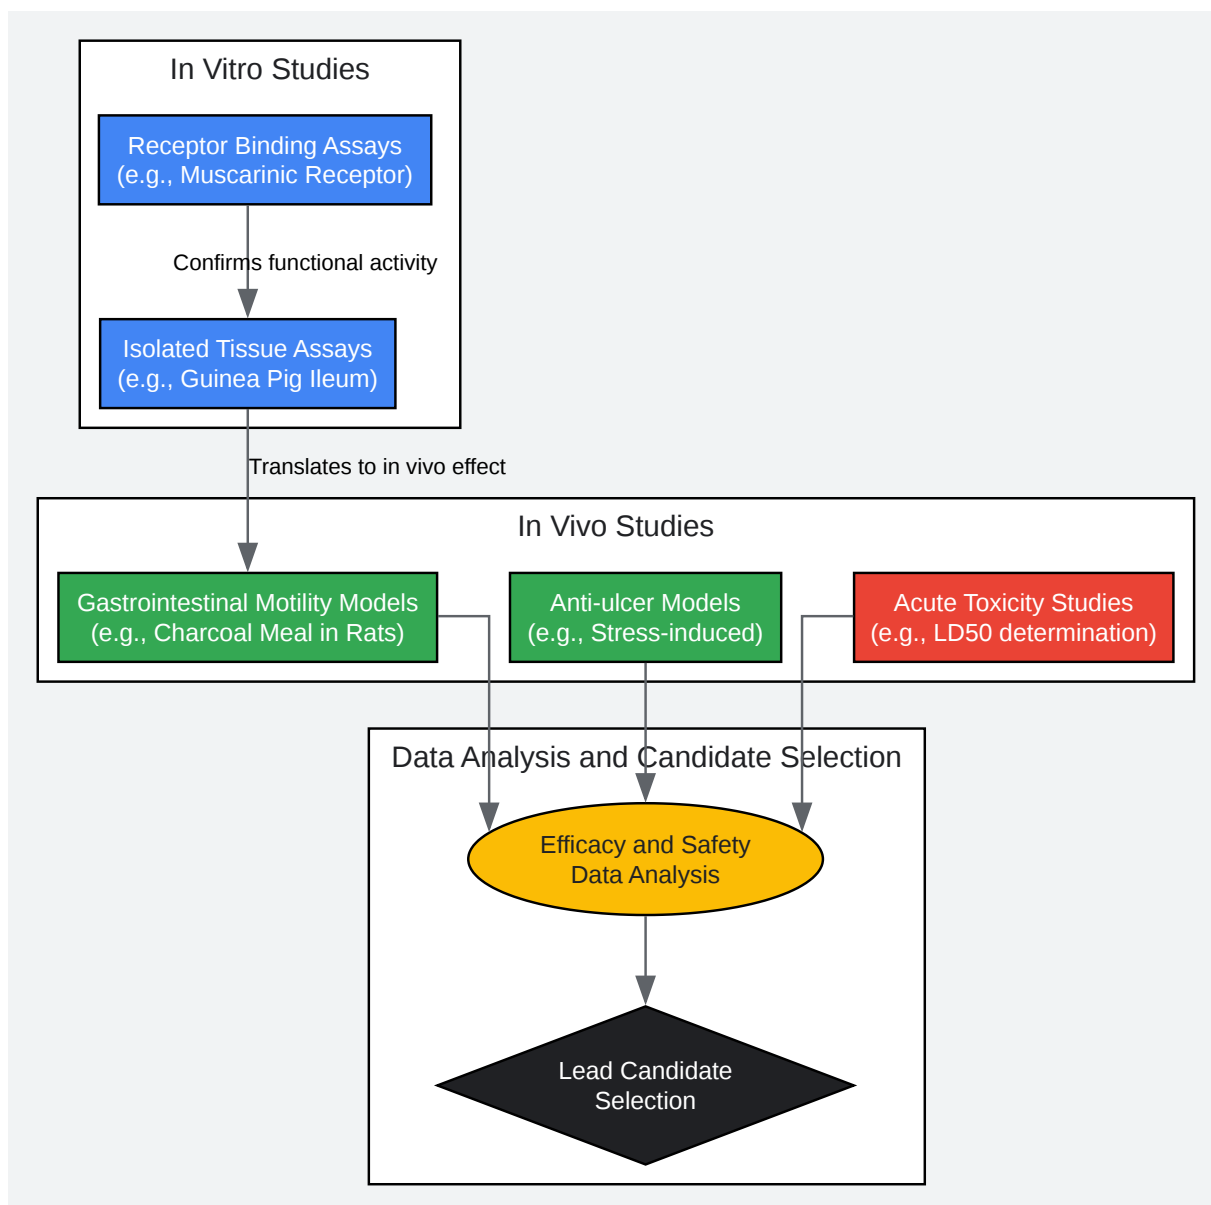 In Vitro Studies
Receptor Binding Assays
(e.g., Muscarinic Receptor)
Confirms functional activity
Isolated Tissue Assays
(e.g., Guinea Pig Ileum)
Translates to in vivo effect
In Vivo Studies
Gastrointestinal Motility Models
(e.g., Charcoal Meal in Rats)
Anti-ulcer Models
(e.g., Stress-induced)
Acute Toxicity Studies
(e.g., LD50 determination)
Data Analysis and Candidate Selection
Efficacy and Safety
Data Analysis
Lead Candidate
Selection